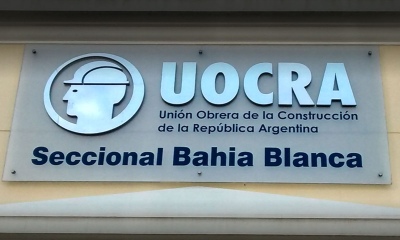 UOCRA
Unión Obrera de la Construcción
de la República Argentina
Seccional Bahia Blanca